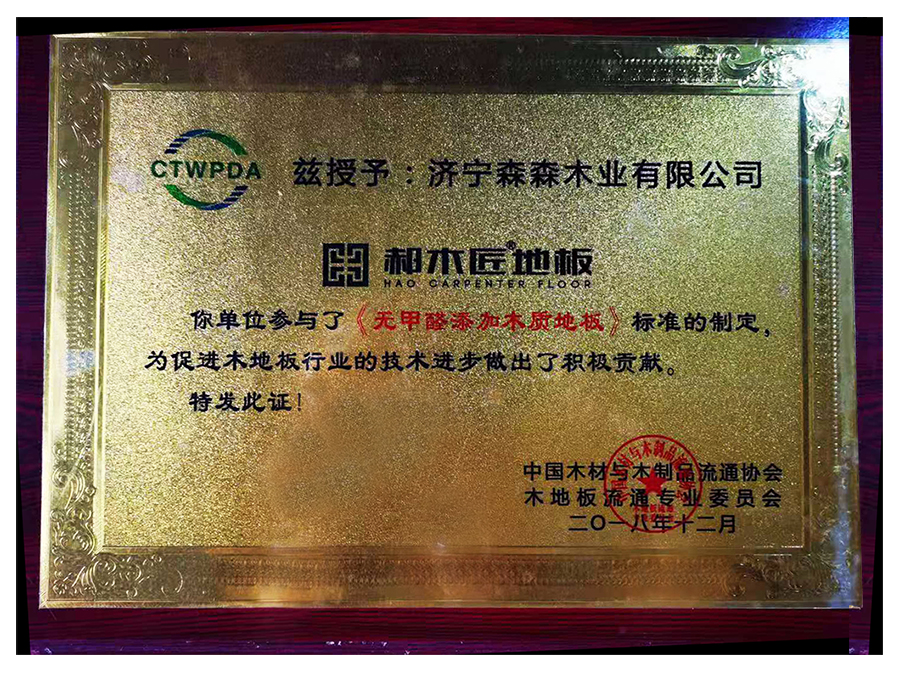 CTWPDA
兹授予：济宁森森木业有限公司
郝木匠®地板
HAO CARPENTER FLOOR
你单位参与了《无甲醛添加木质地板》标准的制定，
为促进木地板行业的技术进步做出了积极贡献。
特发此证！
中国木材与木制品流通协会
木地板流通专业委员会
二〇一八年十二月